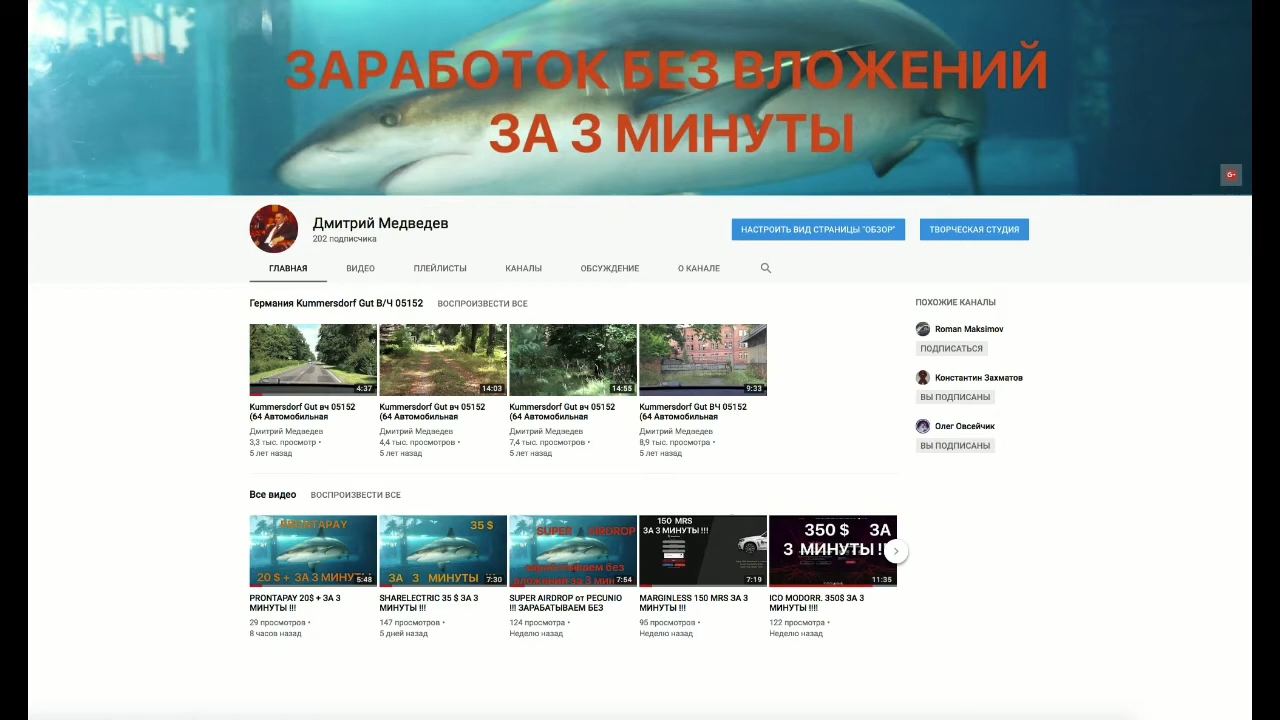 ЗАРАБОТОК БЕЗ ВЛОЖЕНИЙ
ЗА 3 МИНУТЫ
G+
Дмитрий Медведев
202 подписчика
НАСТРОИТЬ ВИД СТРАНИЦЫ "ОБЗОР"
ТВОРЧЕСКАЯ СТУДИЯ
ГЛАВНАЯ
ВИДЕО
ПЛЕЙЛИСТЫ
КАНАЛЫ
ОБСУЖДЕНИЕ
О КАНАЛЕ
Германия Kummersdorf Gut В/Ч 05152
ВОСПРОИЗВЕСТИ ВСЕ
4:37
Kummersdorf Gut вч 05152
(64 Автомобильная
Дмитрий Медведев
3,3 тыс. просмотр •
5 лет назад
14:03
Kummersdorf Gut вч 05152
(64 Автомобильная
Дмитрий Медведев
4,4 тыс. просмотров •
5 лет назад
14:55
Kummersdorf Gut вч 05152
(64 Автомобильная
Дмитрий Медведев
7,4 тыс. просмотров •
5 лет назад
9:33
Kummersdorf Gut ВЧ 05152
(64 Автомобильная
Дмитрий Медведев
8,9 тыс. просмотра •
5 лет назад
ПОХОЖИЕ КАНАЛЫ
Roman Maksimov
ПОДПИСАТЬСЯ
Константин Захматов
ВЫ ПОДПИСАНЫ
Олег Овсейчик
ВЫ ПОДПИСАНЫ
Все видео
ВОСПРОИЗВЕСТИ ВСЕ
PRONTAPAY
20 $ + ЗА 3 МИНУТЫ
5:48
PRONTAPAY 20$ + ЗА 3
МИНУТЫ !!!
29 просмотров •
8 часов назад
35 $
ЗА 3 МИНУТЫ
7:30
SHARELECTRIC 35 $ ЗА 3
МИНУТЫ !!!
147 просмотров •
5 дней назад
SUPER AIRDROP
зарабатываем без
вложений за 3 мин
7:54
SUPER AIRDROP от PECUNIO
!!! ЗАРАБАТЫВАЕМ БЕЗ
124 просмотра •
Неделю назад
150 MRS
ЗА 3 МИНУТЫ !!!
7:19
MARGINLESS 150 MRS ЗА 3
МИНУТЫ !!!
95 просмотров •
Неделю назад
350 $ ЗА
3 МИНУТЫ !!
11:35
ICO MODORR. 350$ ЗА 3
МИНУТЫ !!!!
122 просмотра •
Неделю назад